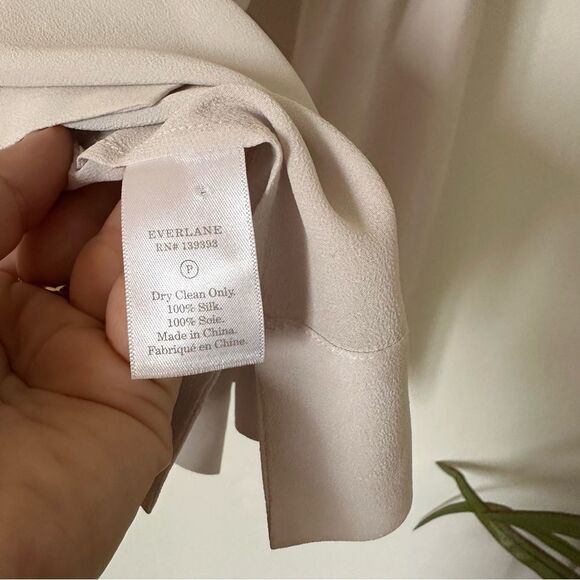 EVERLANE
RN# 139393
P
Dry Clean Only.
100% Silk.
100% Soie.
Made in China.
Fabriqué en Chine.